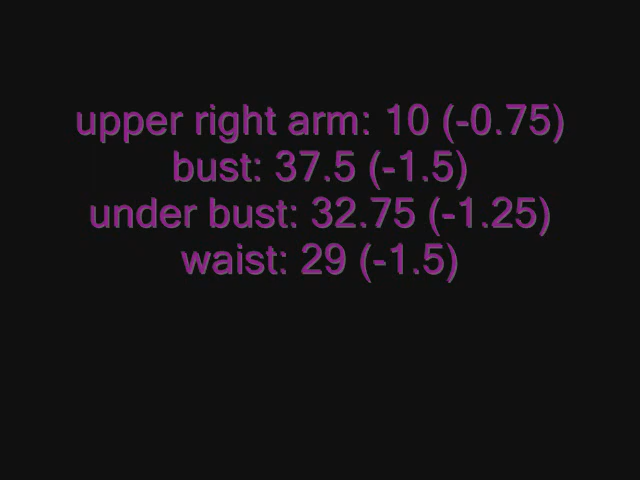 upper right arm: 10 (-0.75)
bust: 37.5 (-1.5)
under bust: 32.75 (-1.25)
waist: 29 (-1.5)